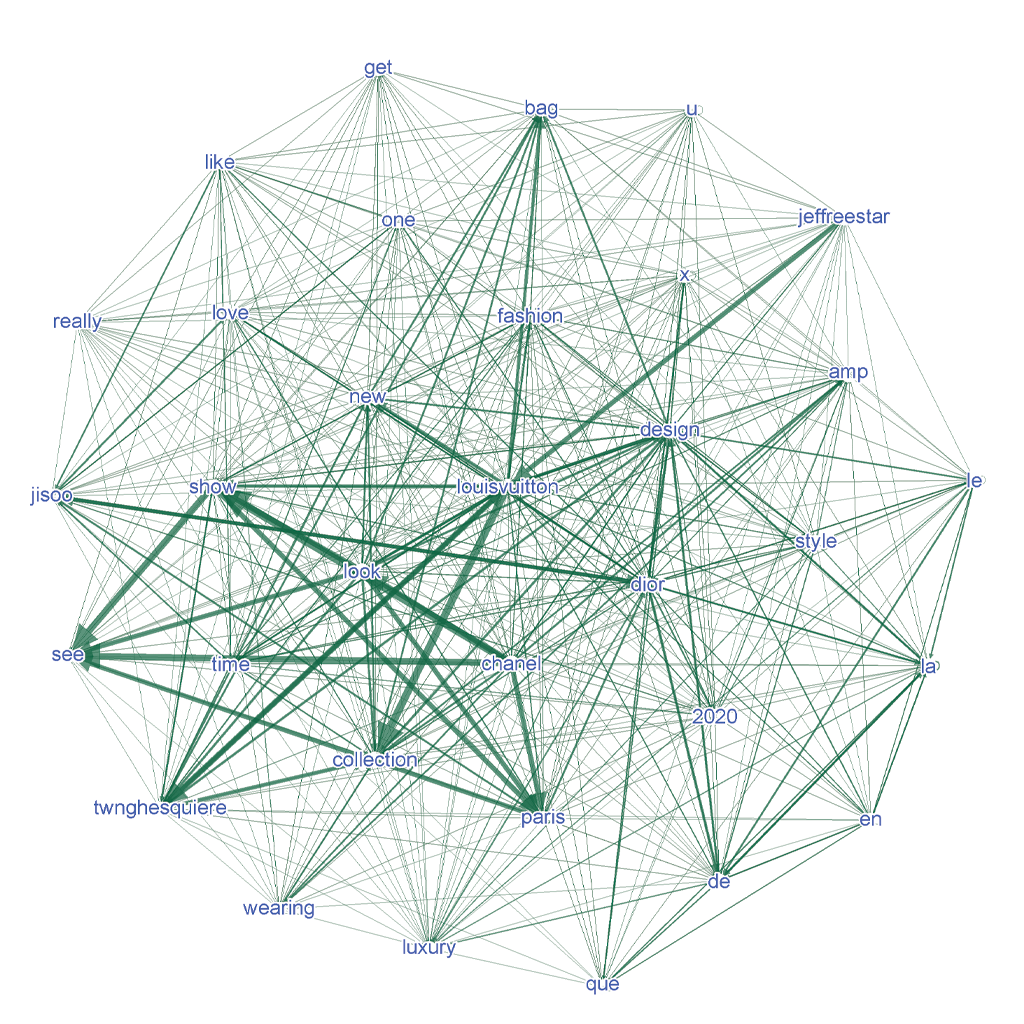 get
bag
u
like
jeffreestar
one
x
love
fashion
really
amp
new
design
le
jisoo
show
louisvuitton
style
look
dior
see
time
chanel
la
2020
collection
twnghesquiere
paris
en
de
wearing
luxury
que